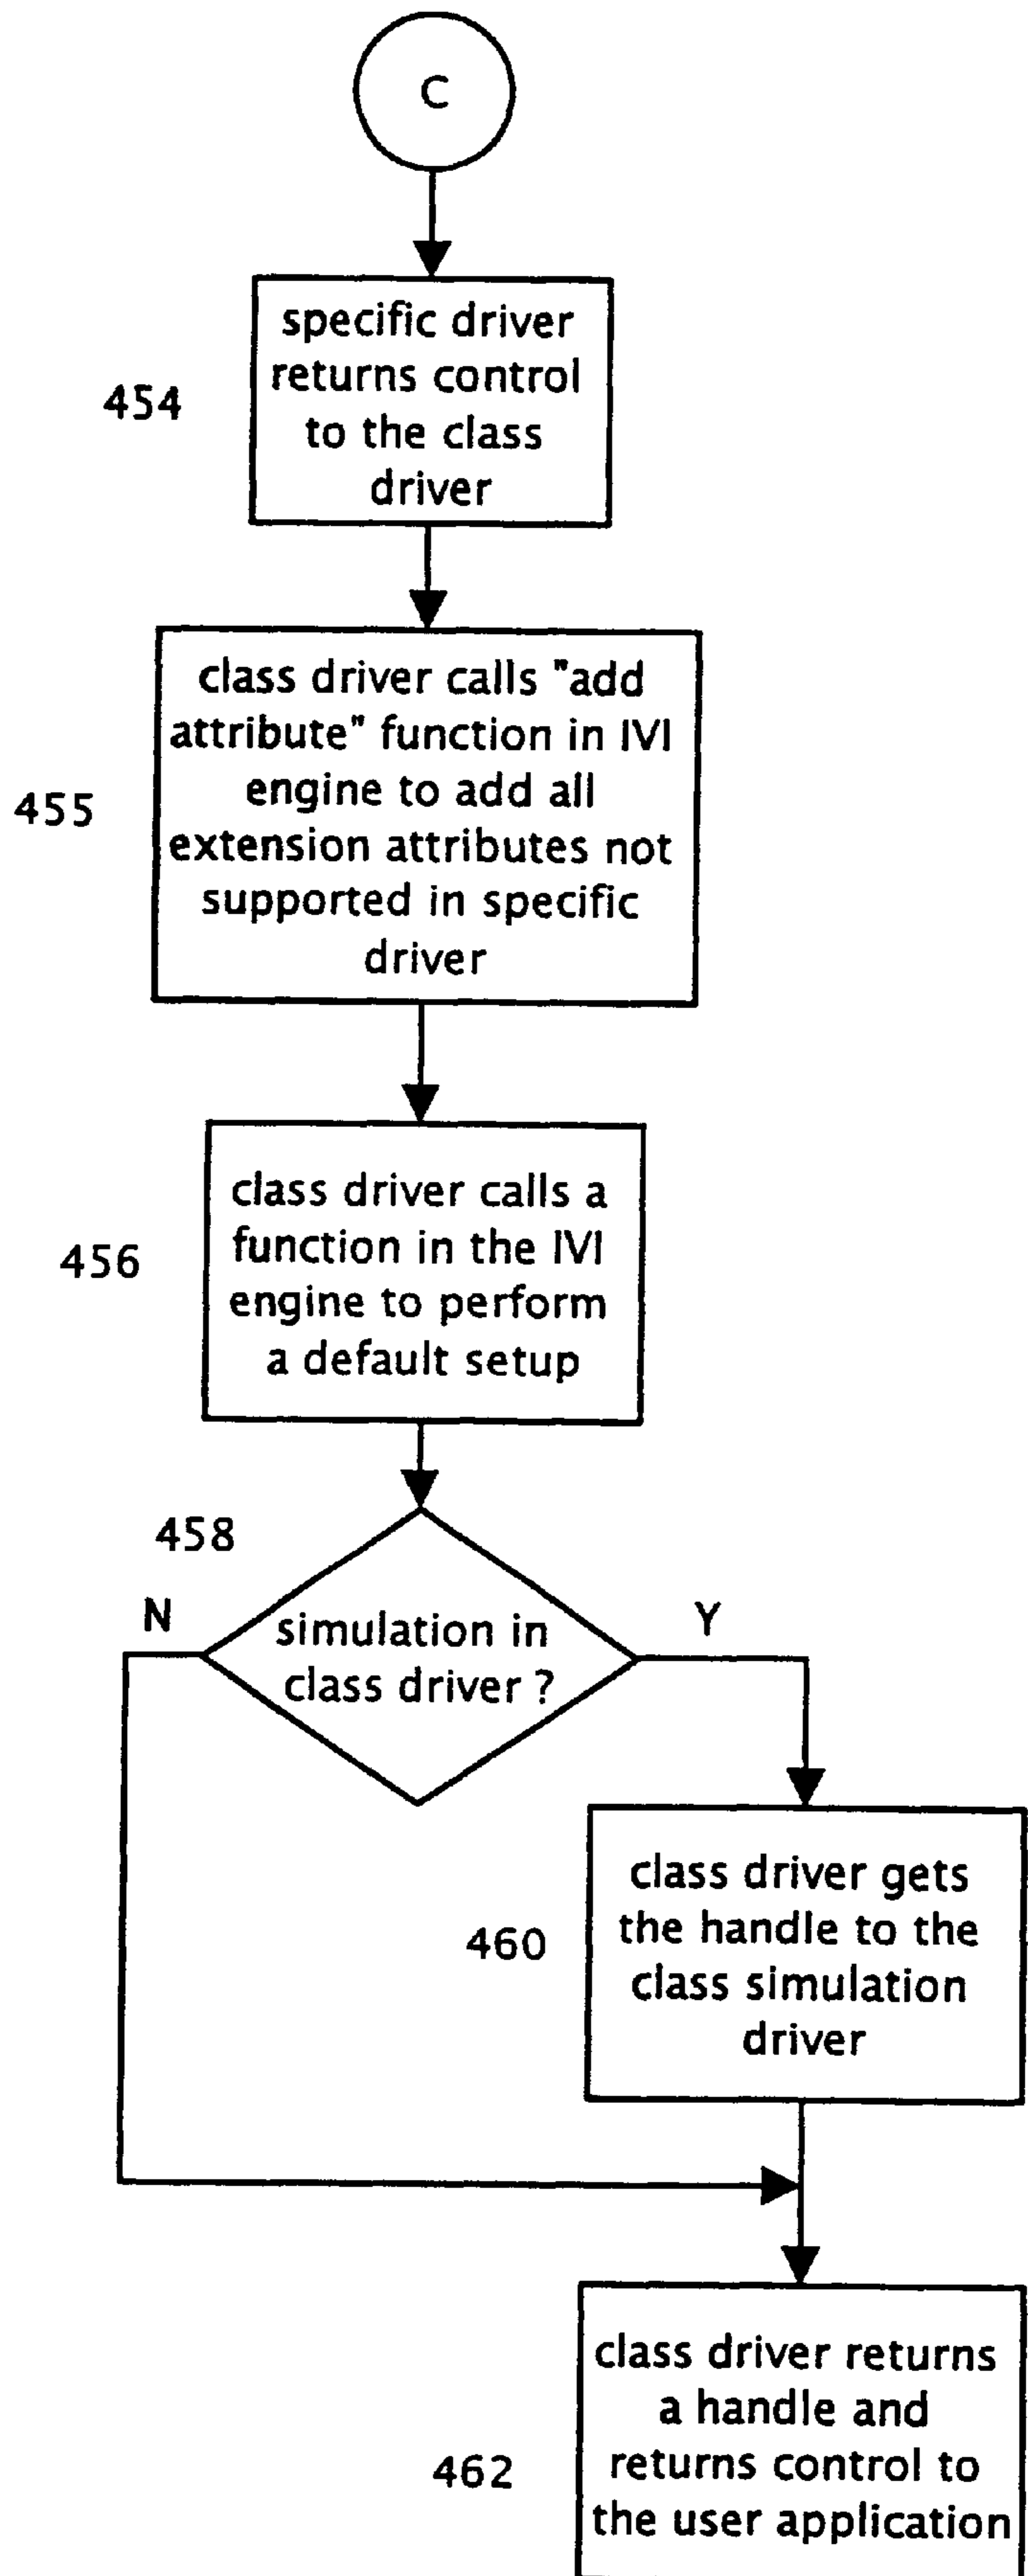 C
454
specific driver
returns control
to the class
driver
455
class driver calls "add
attribute" function in IVI
engine to add all
extension attributes not
supported in specific
driver
456
class driver calls a
function in the IVI
engine to perform
a default setup
458
N
simulation in
class driver ?
Y
460
class driver gets
the handle to the
class simulation
driver
462
class driver returns
a handle and
returns control to
the user application